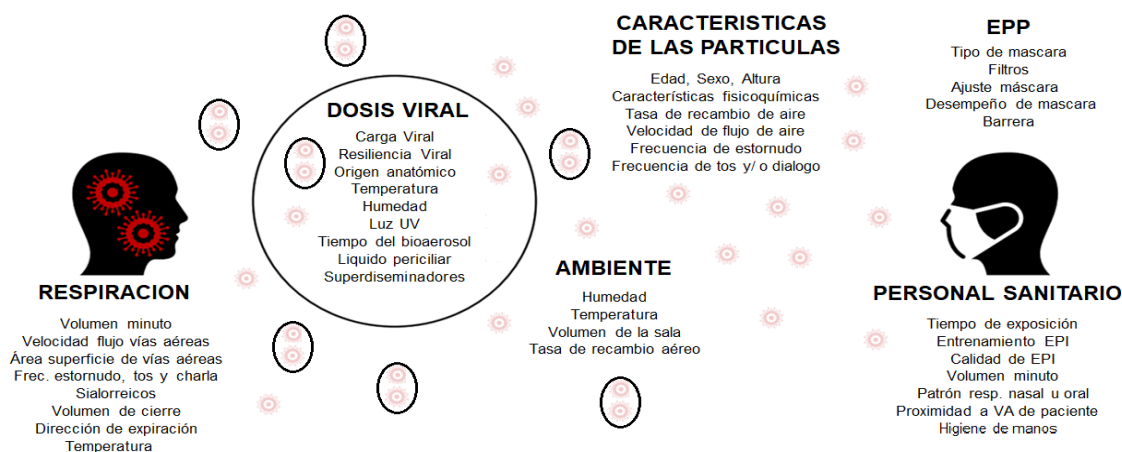 CARACTERISTICAS
DE LAS PARTICULAS
Edad, Sexo, Altura
Características fisicoquímicas
Tasa de recambio de aire
Velocidad de flujo de aire
Frecuencia de estornudo
Frecuencia de tos y/ o dialogo
EPP
Tipo de mascara
Filtros
Ajuste máscara
Desempeño de mascara
Barrera
DOSIS VIRAL
Carga Viral
Resiliencia Viral
Origen anatómico
Temperatura
Humedad
Luz UV
Tiempo del bioaerosol
Liquido periciliar
Superdiseminadores
RESPIRACION
Volumen minuto
Velocidad flujo vías aéreas
Área superficie de vías aéreas
Frec. estornudo, tos y charla
Sialorreicos
Volumen de cierre
Dirección de expiración
Temperatura
AMBIENTE
Humedad
Temperatura
Volumen de la sala
Tasa de recambio aéreo
PERSONAL SANITARIO
Tiempo de exposición
Entrenamiento EPI
Calidad de EPI
Volumen minuto
Patrón resp. nasal u oral
Proximidad a VA de paciente
Higiene de manos